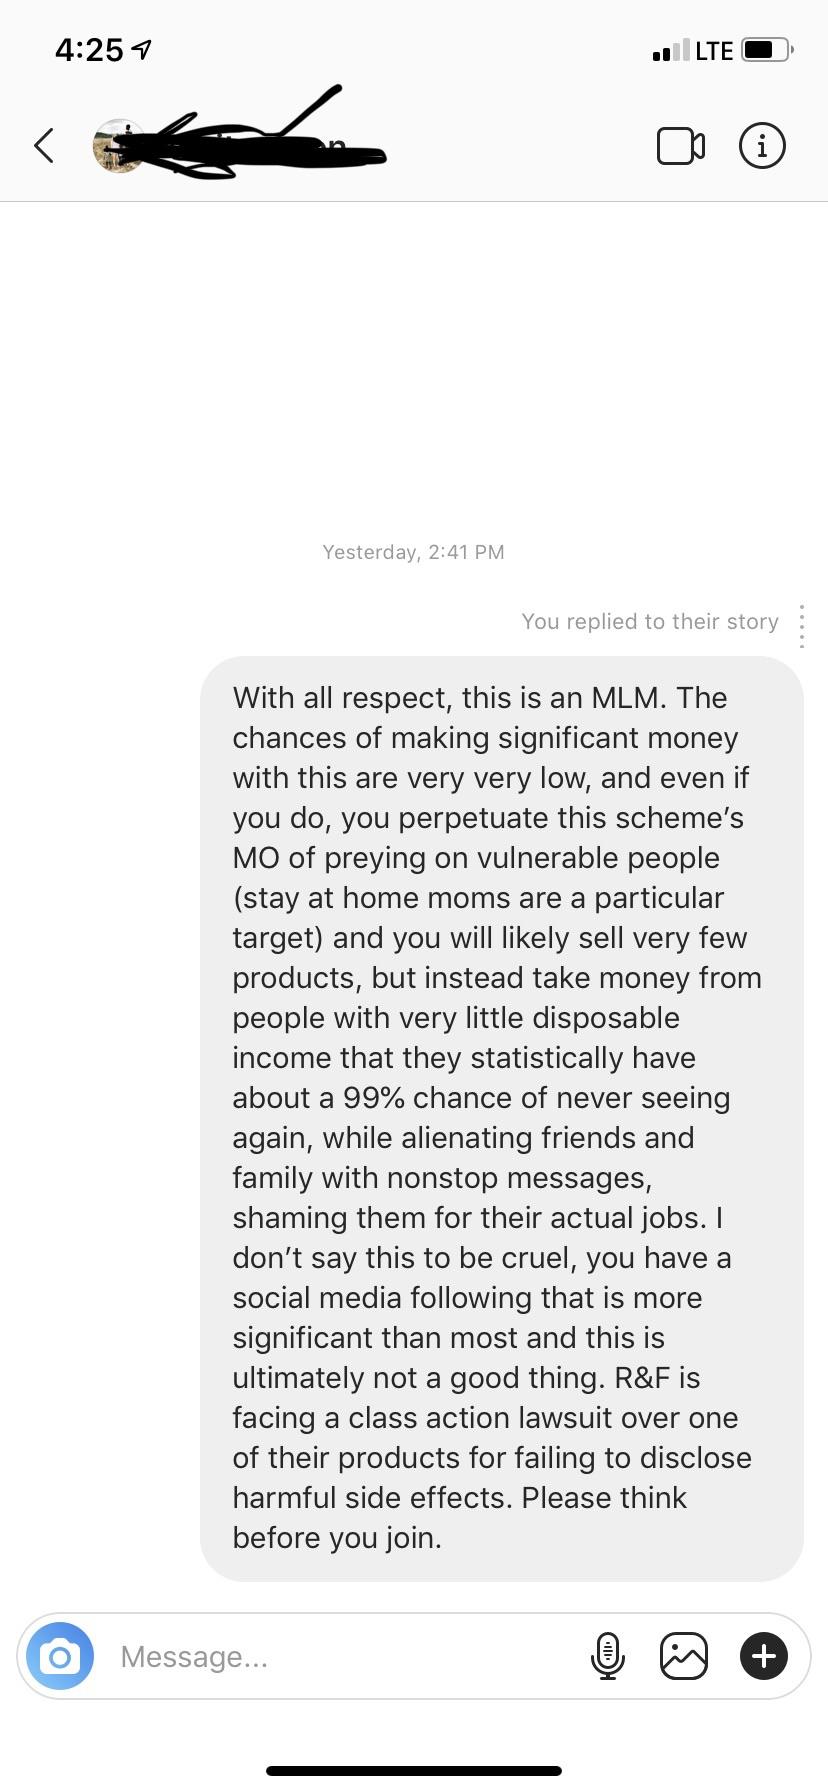 4:25
LTE
Yesterday, 2:41 PM
You replied to their story
With all respect, this is an MLM. The
chances of making significant money
with this are very very low, and even if
you do, you perpetuate this scheme’s
MO of preying on vulnerable people
(stay at home moms are a particular
target) and you will likely sell very few
products, but instead take money from
people with very little disposable
income that they statistically have
about a 99% chance of never seeing
again, while alienating friends and
family with nonstop messages,
shaming them for their actual jobs. I
don’t say this to be cruel, you have a
social media following that is more
significant than most and this is
ultimately not a good thing. R&F is
facing a class action lawsuit over one
of their products for failing to disclose
harmful side effects. Please think
before you join.
Message...